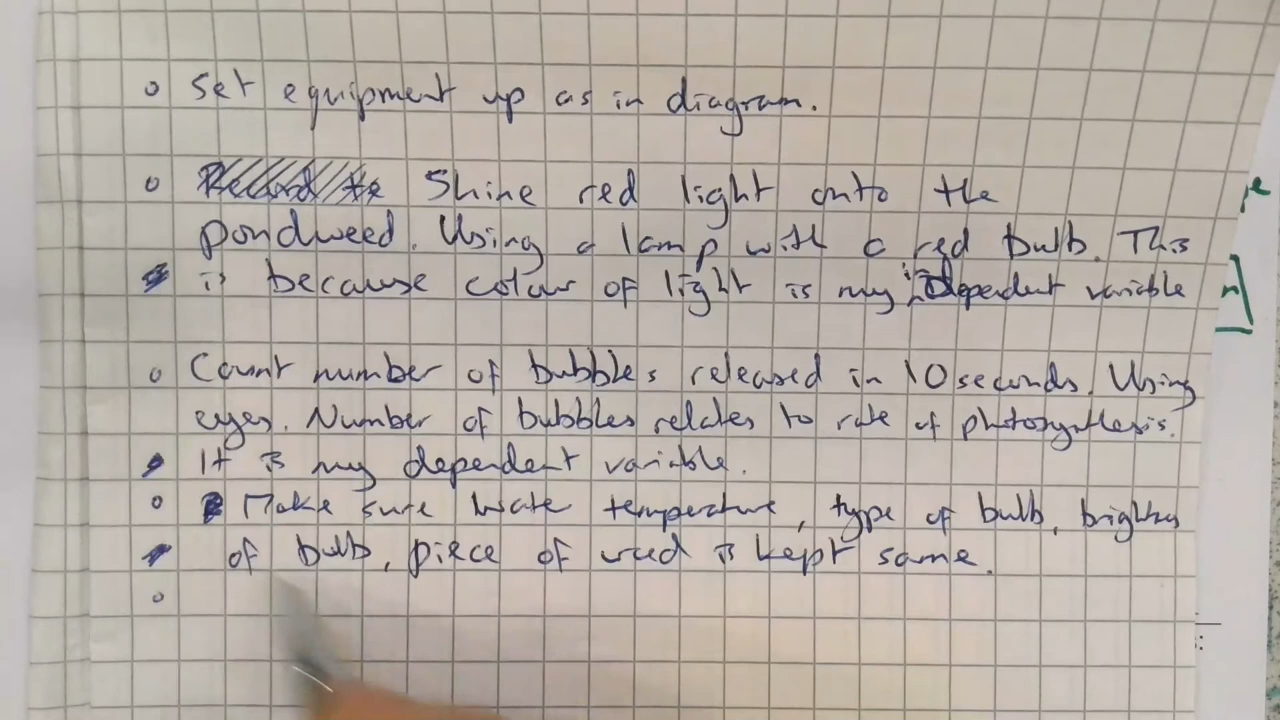 Set equipment up as in diagram.
Shine red light onto the
pondweed. Using a lamp with a red bulb. This
is because colour of light is my independent variable
Count number of bubbles released in 10 seconds. Using
eyes. Number of bubbles relates to rate of photosynthesis.
It is my dependent variable.
Make sure wate temperature, type of bulb,
of bulb, piece of weed is kept same.